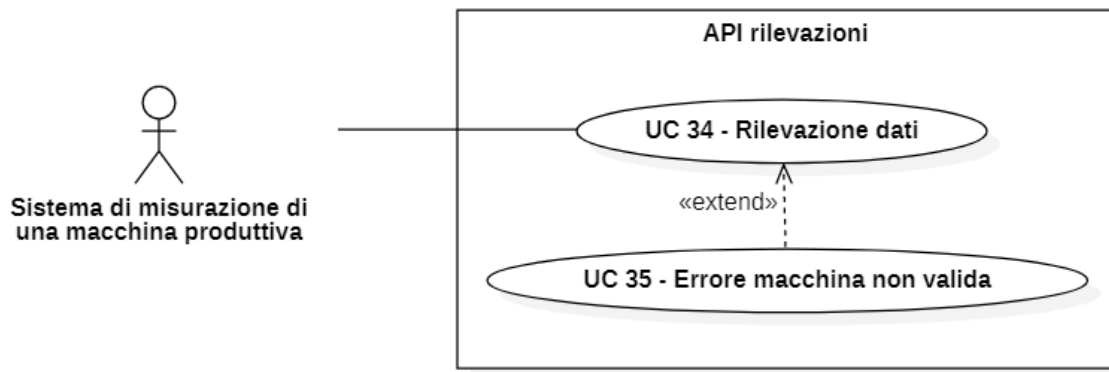 API rilevazioni
UC 34 - Rilevazione dati
«extend»
Sistema di misurazione di
una macchina produttiva
UC 35 - Errore macchina non valida